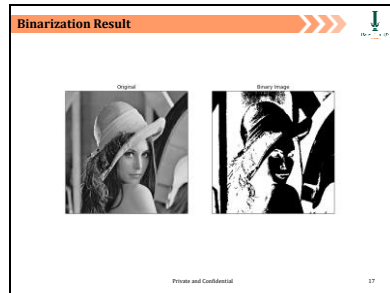 Binarization Result
Original
Binary Image
Private and Confidential
17